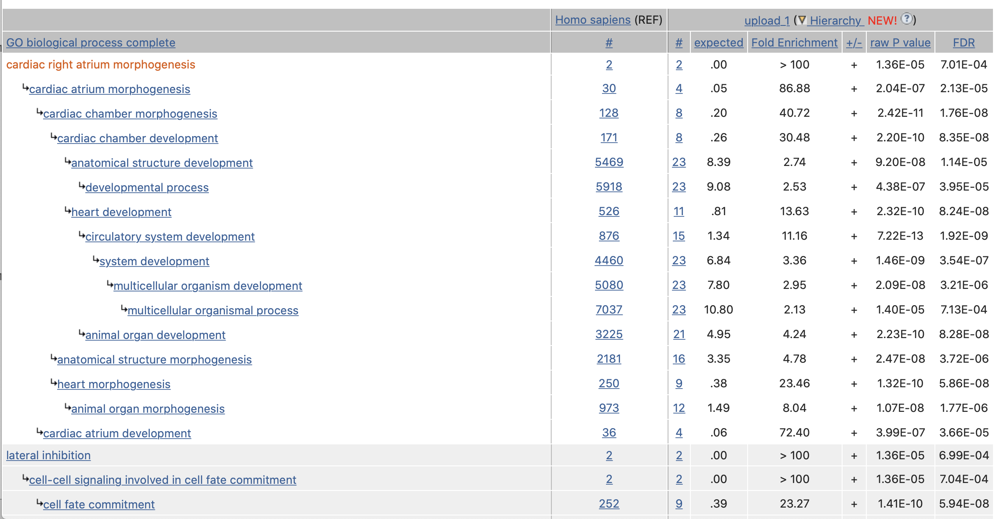 Homo sapiens (REF) upload_1 (▼ Hierarchy NEW! ?)
GO biological process complete # # expected Fold Enrichment +/- raw P value FDR
cardiac right atrium morphogenesis 2 2 .00 > 100 + 1.36E-05 7.01E-04
↳cardiac atrium morphogenesis 30 4 .05 86.88 + 2.04E-07 2.13E-05
↳cardiac chamber morphogenesis 128 8 .20 40.72 + 2.42E-11 1.76E-08
↳cardiac chamber development 171 8 .26 30.48 + 2.20E-10 8.35E-08
↳anatomical structure development 5469 23 8.39 2.74 + 9.20E-08 1.14E-05
↳developmental process 5918 23 9.08 2.53 + 4.38E-07 3.95E-05
↳heart development 526 11 .81 13.63 + 2.32E-10 8.24E-08
↳circulatory system development 876 15 1.34 11.16 + 7.22E-13 1.92E-09
↳system development 4460 23 6.84 3.36 + 1.46E-09 3.54E-07
↳multicellular organism development 5080 23 7.80 2.95 + 2.09E-08 3.21E-06
↳multicellular organismal process 7037 23 10.80 2.13 + 1.40E-05 7.13E-04
↳animal organ development 3225 21 4.95 4.24 + 2.23E-10 8.28E-08
↳anatomical structure morphogenesis 2181 16 3.35 4.78 + 2.47E-08 3.72E-06
↳heart morphogenesis 250 9 .38 23.46 + 1.32E-10 5.86E-08
↳animal organ morphogenesis 973 12 1.49 8.04 + 1.07E-08 1.77E-06
↳cardiac atrium development 36 4 .06 72.40 + 3.99E-07 3.66E-05
lateral inhibition 2 2 .00 > 100 + 1.36E-05 6.99E-04
↳cell-cell signaling involved in cell fate commitment 2 2 .00 > 100 + 1.36E-05 7.04E-04
↳cell fate commitment 252 9 .39 23.27 + 1.41E-10 5.94E-08